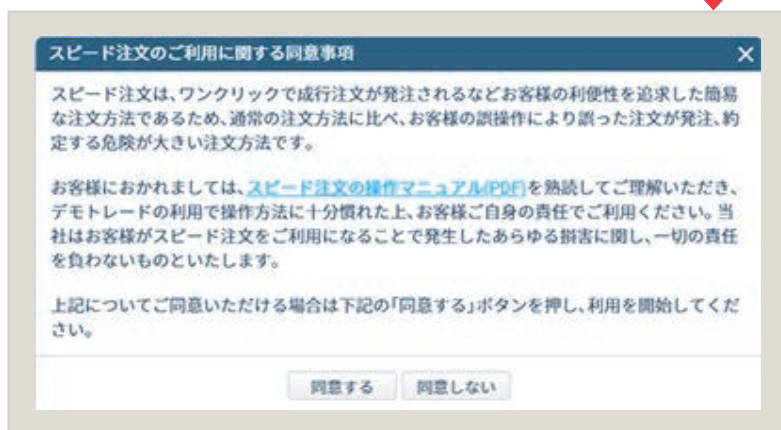 スピード注文のご利用に関する同意事項
スピード注文は、ワンクリックで成行注文が発注されるなどお客様の利便性を追求した簡易
な注文方法であるため、通常の注文方法に比べ、お客様の誤操作により誤った注文が発注、約
定する危険が大きい注文方法です。
お客様におかれましては、スピード注文の操作マニュアル(PDF)を熟読してご理解いただき、
デモトレードの利用で操作方法に十分慣れた上、お客様ご自身の責任でご利用ください。当
社はお客様がスピード注文をご利用になることで発生したあらゆる損害に関し、一切の責任
を負わないものといたします。
上記についてご同意いただける場合は下記の「同意する」ボタンを押し、利用を開始してくだ
さい。
同意する 同意しない